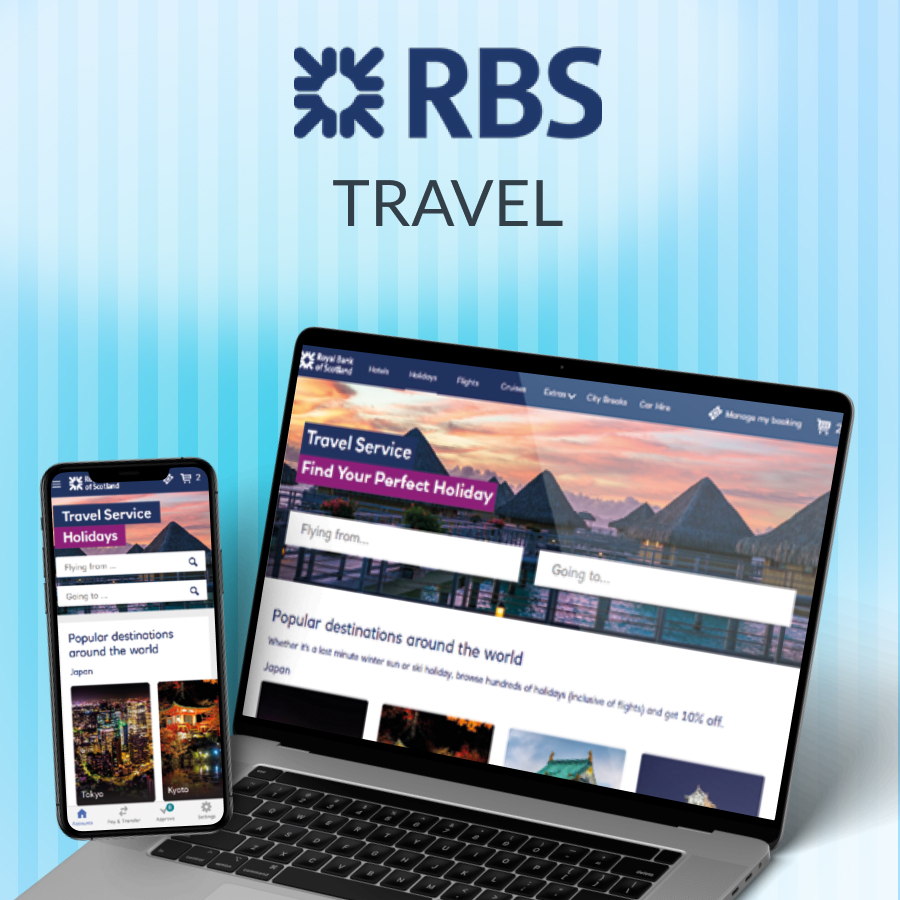 RBS
TRAVEL
Royal Bank
of Scotland
Hotels
Holidays
Flights
Cruises
Extras
City Breaks
Car Hire
Manage my booking
2
Travel Service
Find Your Perfect Holiday
Flying from...
Going to...
Popular destinations around the world
Whether it's a last minute winter sun or ski holiday, browse hundreds of holidays (inclusive of flights) and get 10% off.
Japan
of Scotland
2
Travel Service
Holidays
Flying from ...
Going to ...
Popular destinations
around the world
Japan
Tokyo
Kyoto
Accounts
Pay & Transfer
Approve
Settings